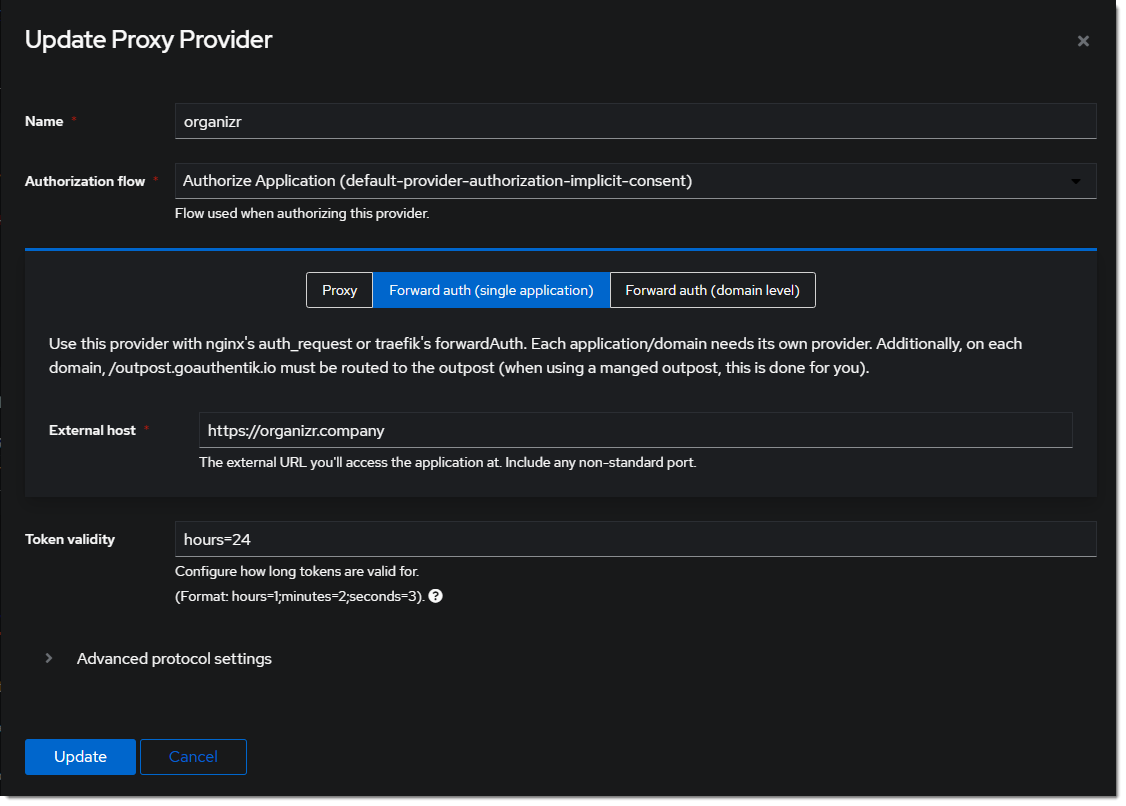 Update Proxy Provider
Name *
organizr
Authorization flow *
Authorize Application (default-provider-authorization-implicit-consent)
Flow used when authorizing this provider.
Proxy
Forward auth (single application)
Forward auth (domain level)
Use this provider with nginx's auth_request or traefik's forwardAuth. Each application/domain needs its own provider. Additionally, on each
domain, /outpost.goauthentik.io must be routed to the outpost (when using a manged outpost, this is done for you).
External host *
https://organizr.company
The external URL you'll access the application at. Include any non-standard port.
Token validity
hours=24
Configure how long tokens are valid for.
(Format: hours=1;minutes=2;seconds=3).
Advanced protocol settings
Update
Cancel